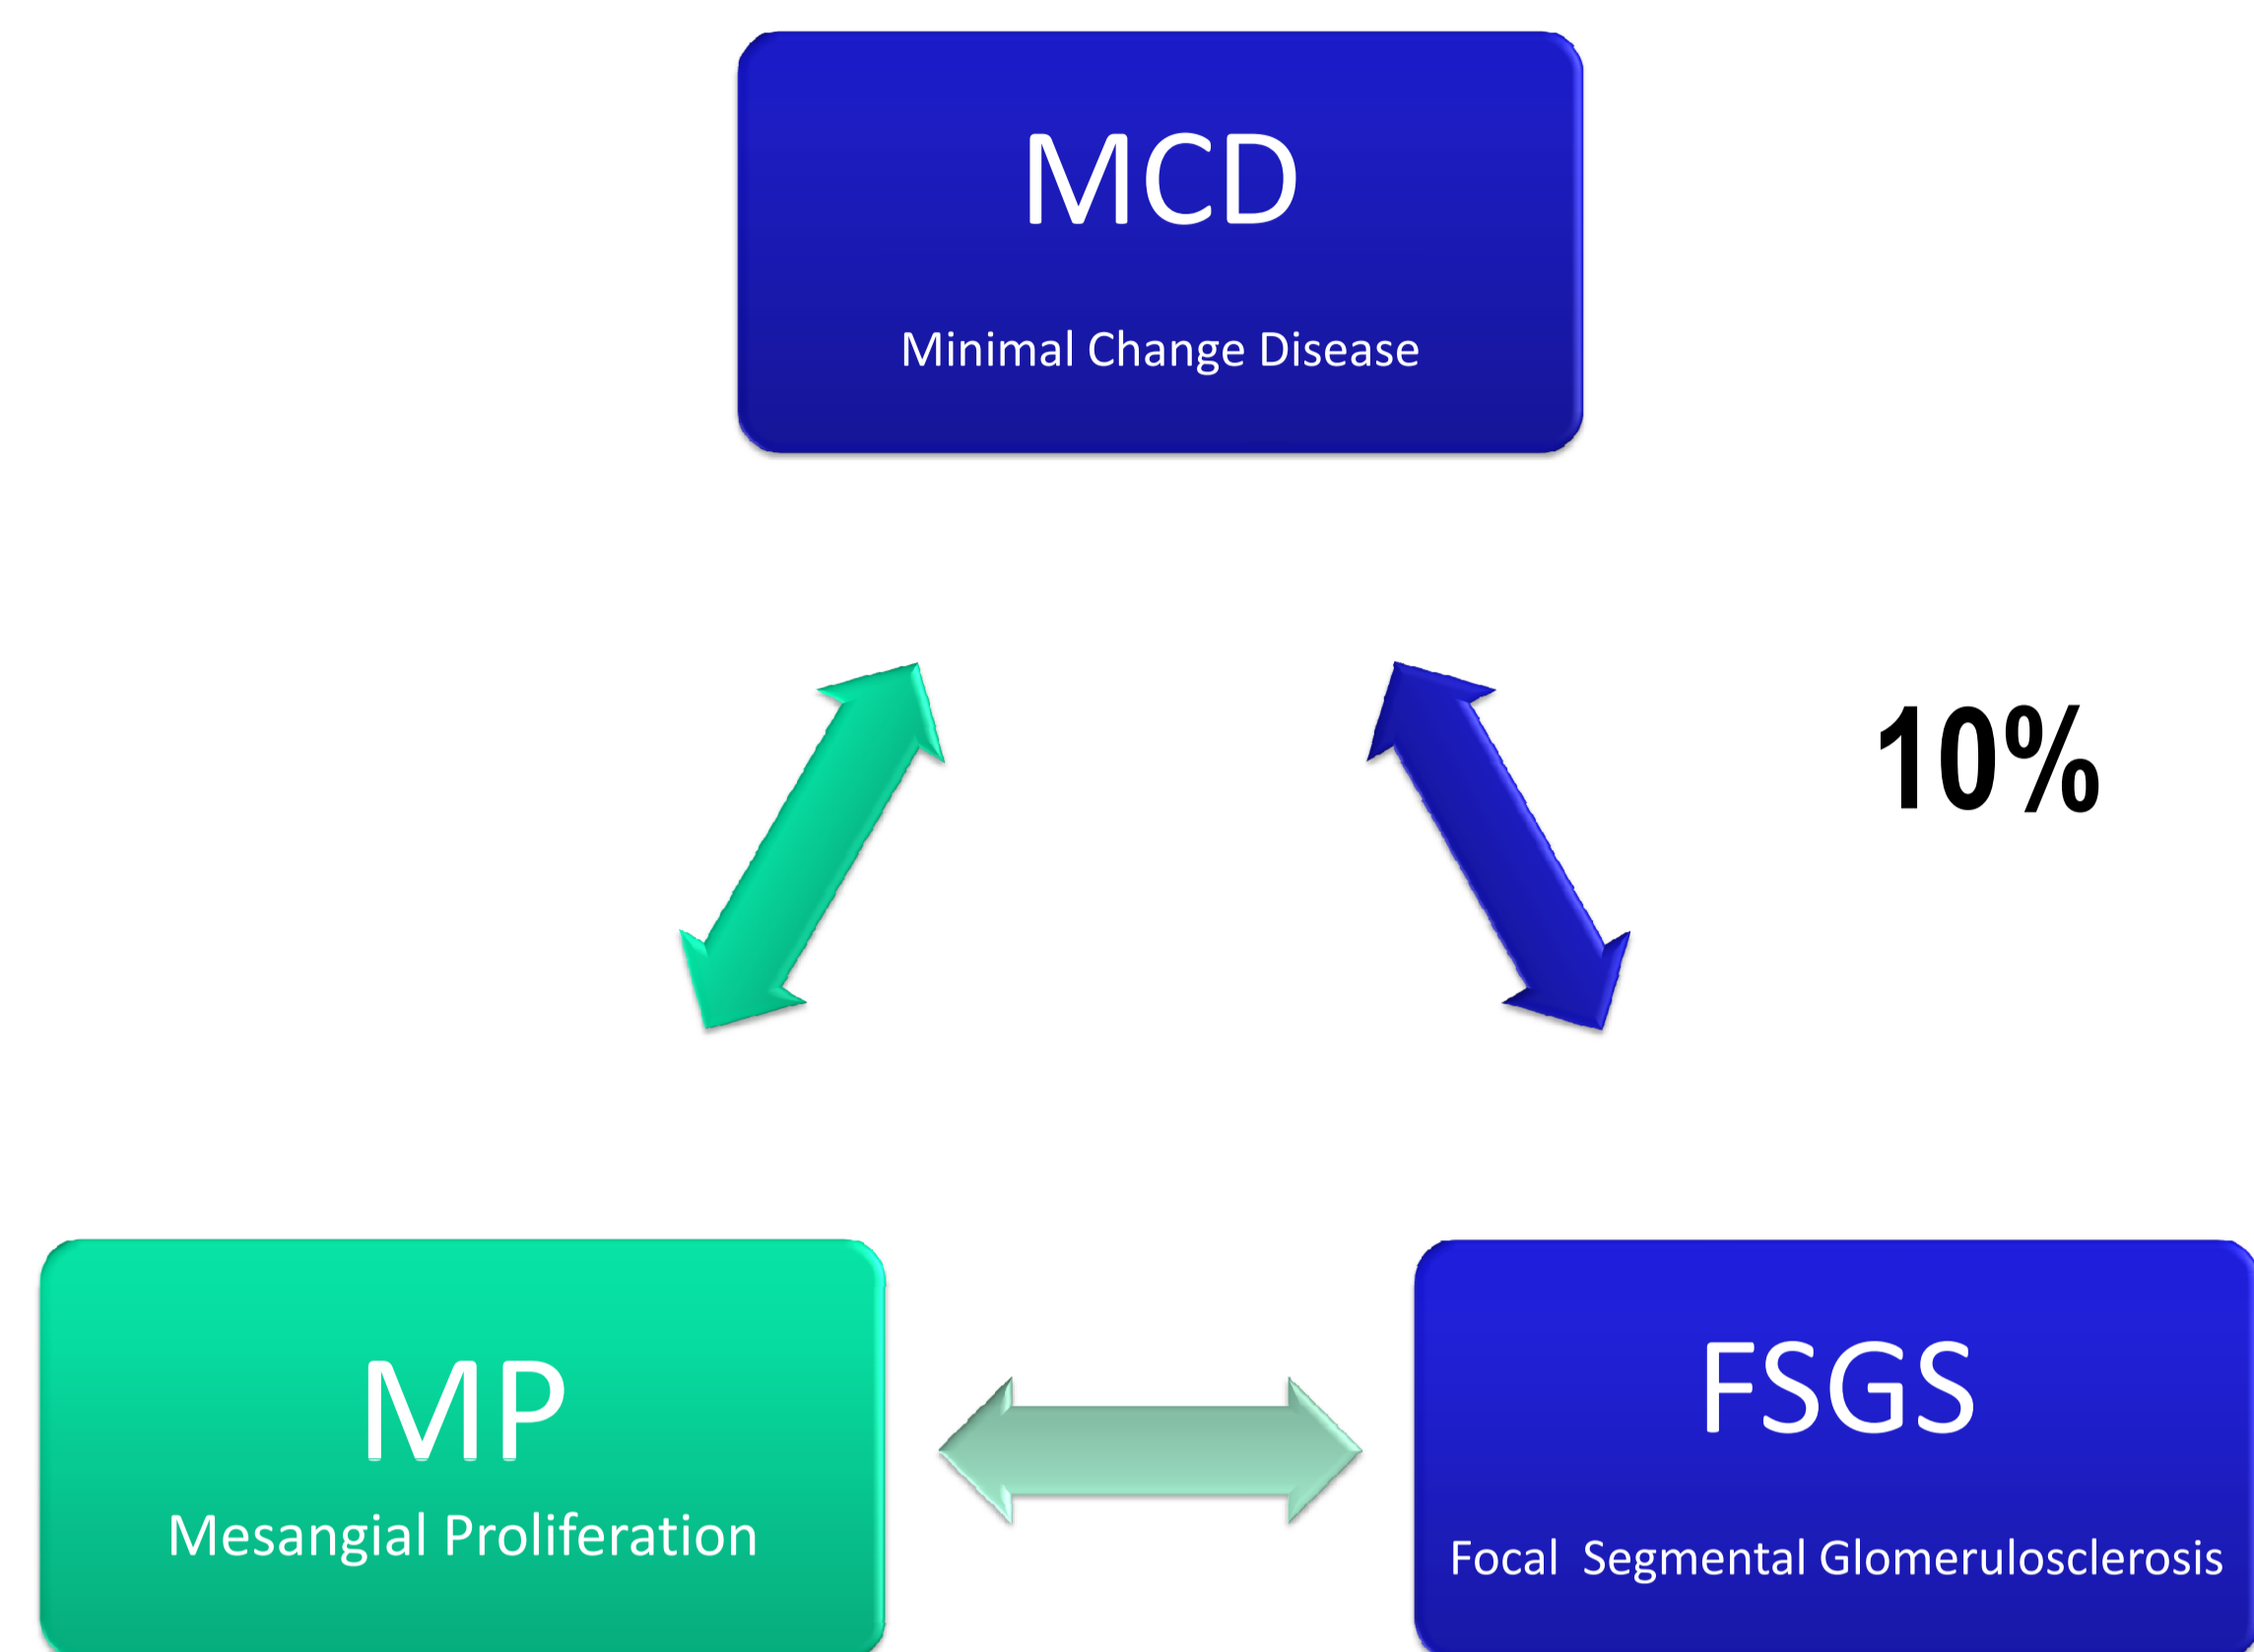 MCD
Minimal Change Disease
10%
MP
Mesangial Proliferation
FSGS
Focal Segmental Glomerulosclerosis